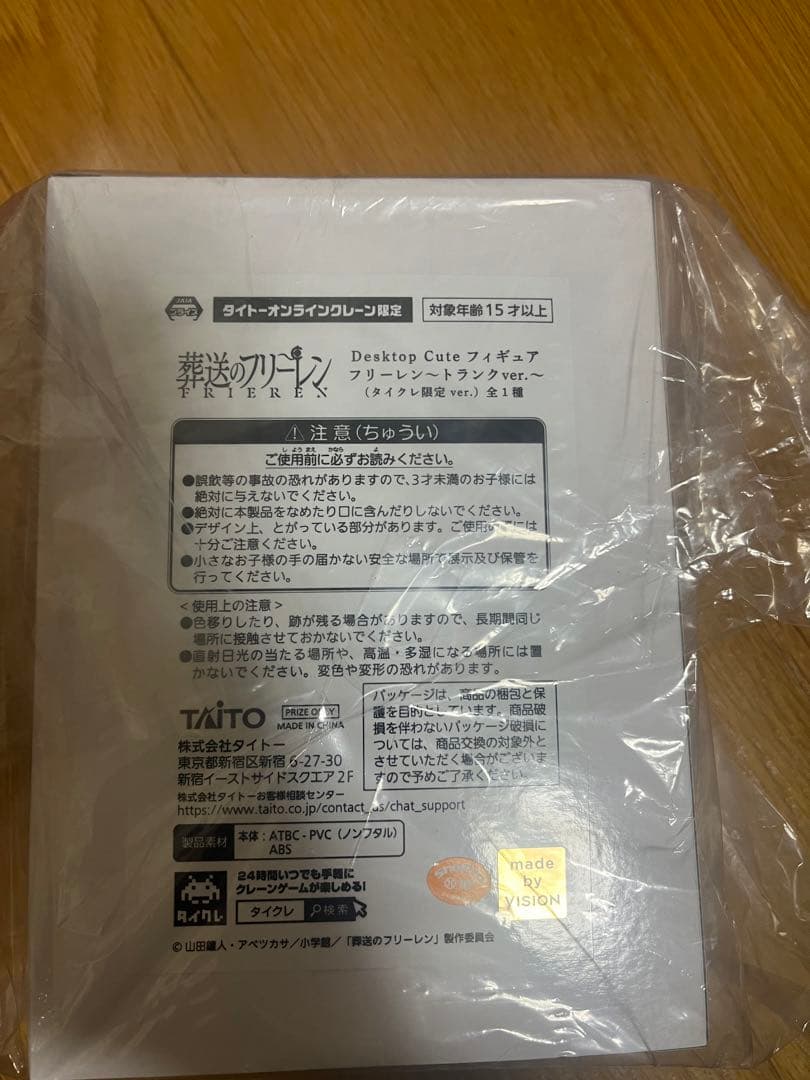 JAIA
プライズ
タイトーオンラインクレーン限定
対象年齢15才以上
葬送のフリーレン
FRIEREN
Desktop Cute フィギュア
フリーレン～トランクver.～
（タイクレ限定 ver.）全1種
注意(ちゅうい)
ご使用前に必ずお読みください。
●誤飲等の事故の恐れがありますので、3才未満のお子様には
絶対に与えないでください。
●絶対に本製品をなめたり口に含んだりしないでください。
●デザイン上、とがっている部分があります。ご使用の際には
十分ご注意ください。
●小さなお子様の手の届かない安全な場所で展示及び保管を
行ってください。
＜使用上の注意＞
●色移りしたり、跡が残る場合がありますので、長期間同じ
場所に接触させておかないでください。
●直射日光の当たる場所や、高温・多湿になる場所には置
かないでください。変色や変形の恐れがあります。
TAITO
PRIZE ONLY
MADE IN CHINA
株式会社タイトー
東京都新宿区新宿 6-27-30
新宿イーストサイドスクエア 2F
株式会社タイトーお客様相談センター
https://www.taito.co.jp/contact_us/chat_support
パッケージは、商品の梱包と保
護を目的としています。商品破
損を伴わないパッケージ破損に
ついては、商品交換の対象外と
させていただく場合がございま
すので予めご了承ください。
製品素材
本体：ATBC-PVC（ノンフタル）
ABS
タイクレ
24時間いつでも手軽に
クレーンゲームが楽しめる!
タイクレ
検索
made
by
VISION
© 山田鐘人・アベツカサ／小学館／「葬送のフリーレン」製作委員会